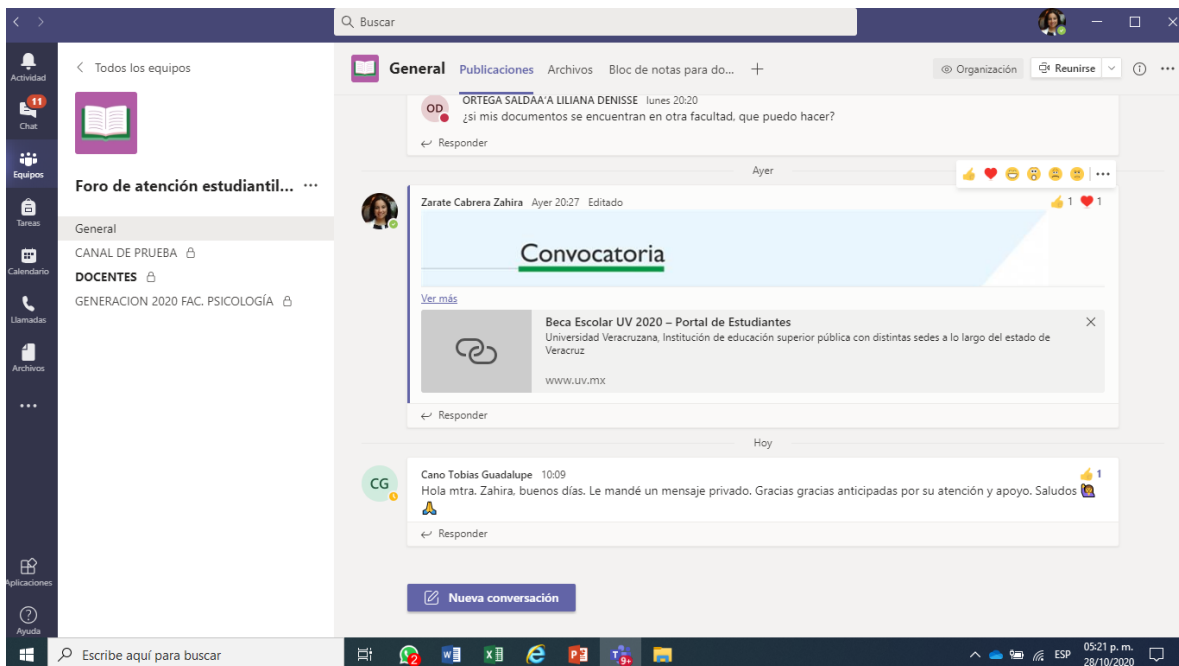 Buscar
Actividad
11
Chat
Equipos
Tareas
Calendario
Llamadas
Archivos
Aplicaciones
Ayuda
Todos los equipos
Foro de atención estudiantil...
General
CANAL DE PRUEBA
DOCENTES
GENERACION 2020 FAC. PSICOLOGÍA
General Publicaciones Archivos Bloc de notas para do... Organización Reunirse
OD
ORTEGA SALDAA'A LILIANA DENISSE lunes 20:20
¿si mis documentos se encuentran en otra facultad, que puedo hacer?
Responder
Ayer
Zarate Cabrera Zahira Ayer 20:27 Editado 1 1
Convocatoria
Ver más
Beca Escolar UV 2020 – Portal de Estudiantes
Universidad Veracruzana, Institución de educación superior pública con distintas sedes a lo largo del estado de
Veracruz
www.uv.mx
Responder
Hoy
CG
Cano Tobias Guadalupe 10:09 1
Hola mtra. Zahira, buenos días. Le mandé un mensaje privado. Gracias gracias anticipadas por su atención y apoyo. Saludos
Responder
Nueva conversación
Escribe aquí para buscar
2
9+
ESP
05:21 p. m.
28/10/2020